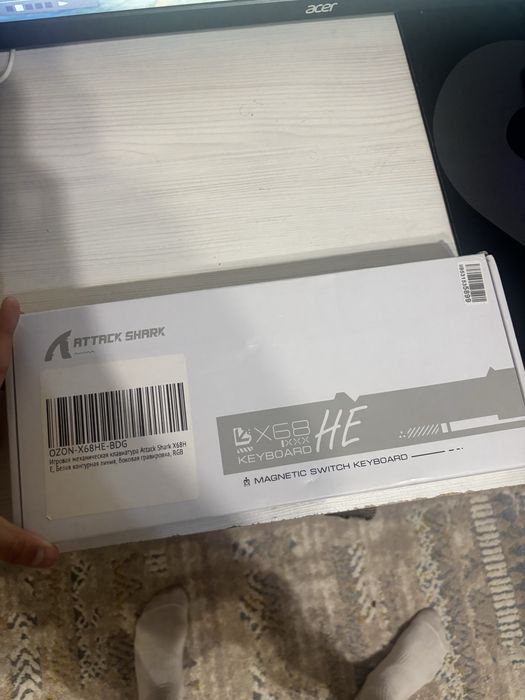 acer
ATTACK SHARK
OZON-X68HE-BDG
Игровая механическая клавиатура Attack Shark X68H
E, Белая контурная линия, боковая гравировка, RGB
X68
HE
KEYBOARD
MAGNETIC SWITCH KEYBOARD